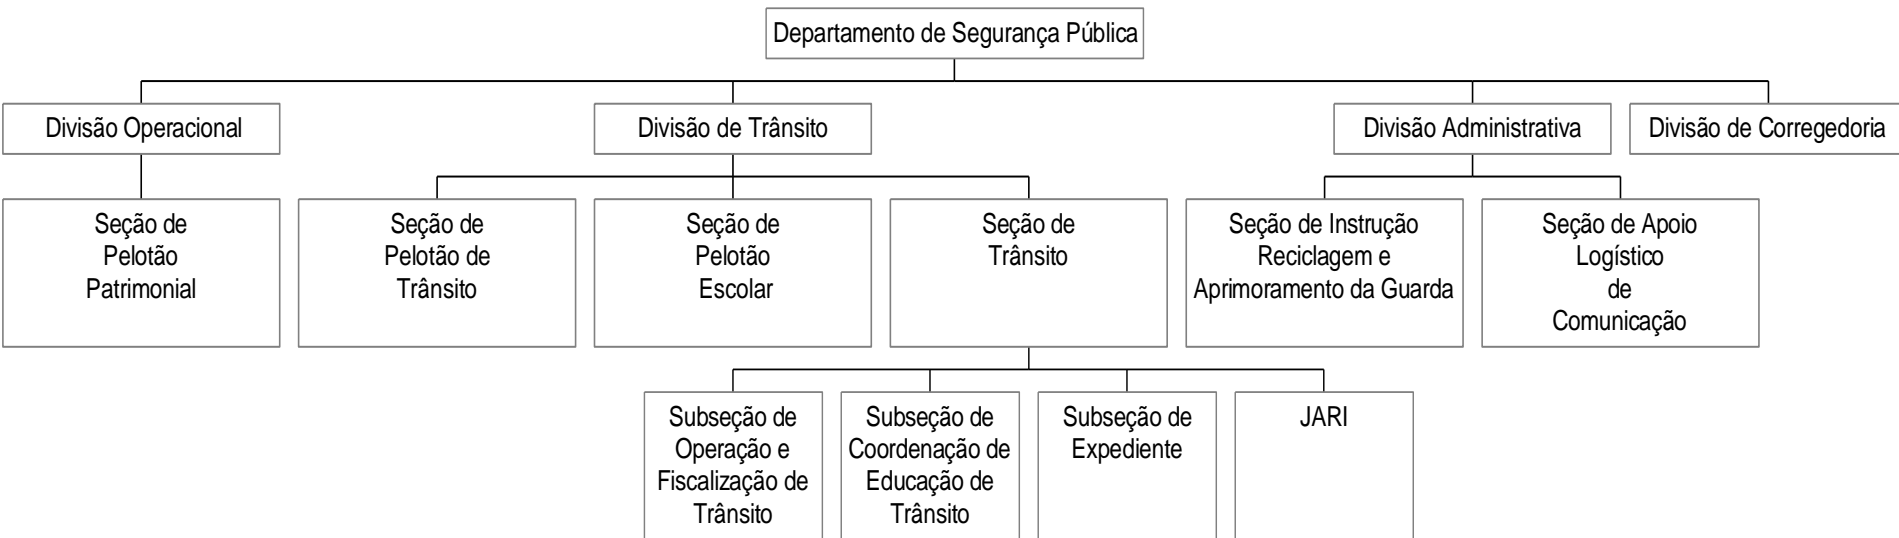 Departamento de Segurança Pública
Divisão Operacional
Divisão de Trânsito
Divisão Administrativa
Divisão de Corregedoria
Seção de
Pelotão
Patrimonial
Seção de
Pelotão de
Trânsito
Seção de
Pelotão
Escolar
Seção de
Trânsito
Seção de Instrução
Reciclagem e
Aprimoramento da Guarda
Seção de Apoio
Logístico
de
Comunicação
Subseção de
Operação e
Fiscalização de
Trânsito
Subseção de
Coordenação de
Educação de
Trânsito
Subseção de
Expediente
JARI